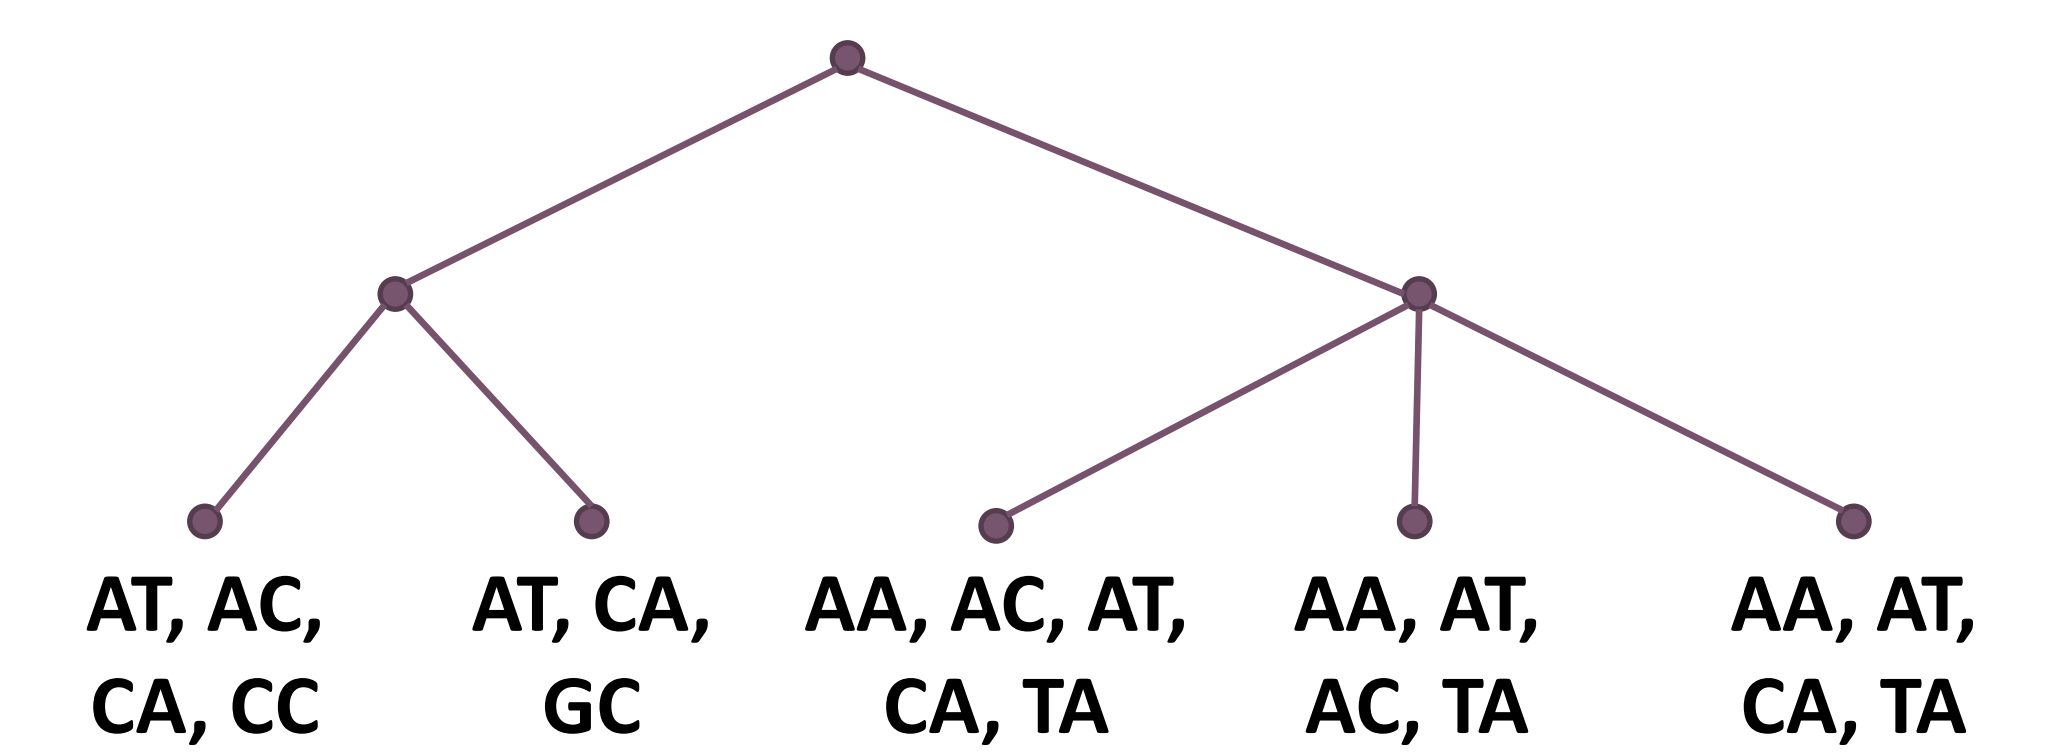 AT, AC,
CA, CC
AT, CA,
GC
AA, AC, AT,
CA, TA
AA, AT,
AC, TA
AA, AT,
CA, TA